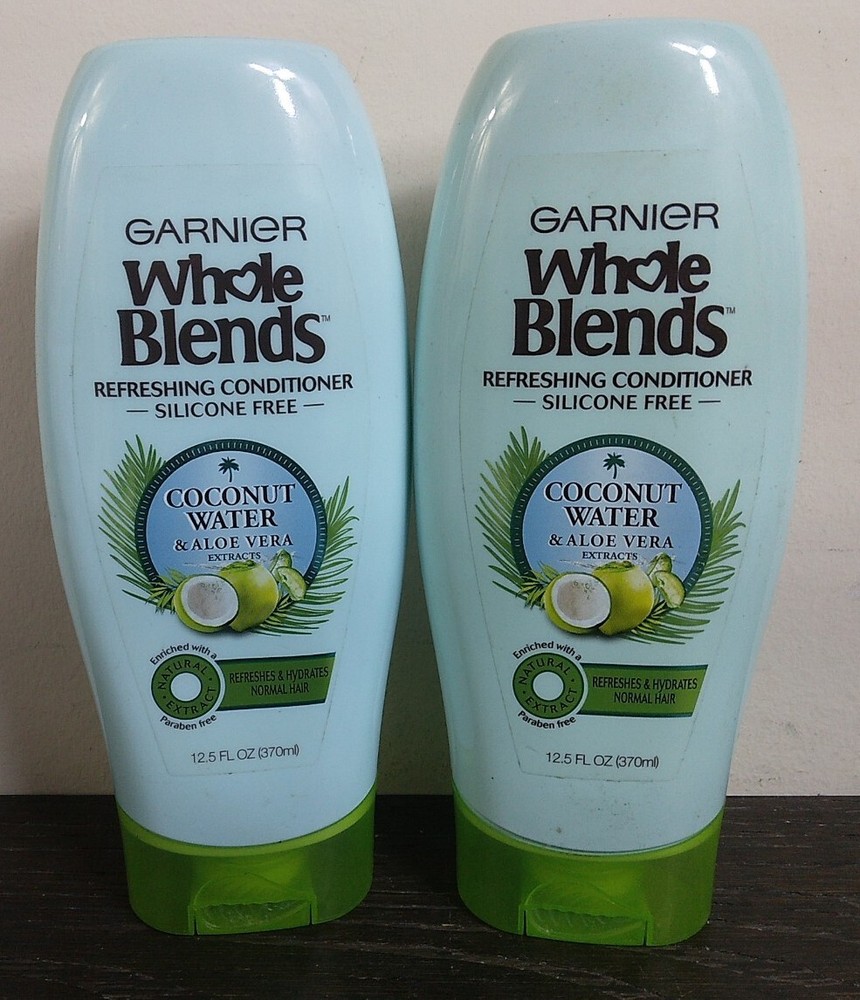 GARNIER
Whole
Blends™
REFRESHING CONDITIONER
— SILICONE FREE —
COCONUT
WATER
& ALOE VERA
EXTRACTS
Enriched with a
NATURAL
EXTRACT
Paraben free
REFRESHES & HYDRATES
NORMAL HAIR
12.5 FL OZ (370ml)
GARNIER
Whole
Blends™
REFRESHING CONDITIONER
— SILICONE FREE —
COCONUT
WATER
& ALOE VERA
EXTRACTS
Enriched with a
NATURAL
EXTRACT
Paraben free
REFRESHES & HYDRATES
NORMAL HAIR
12.5 FL OZ (370ml)